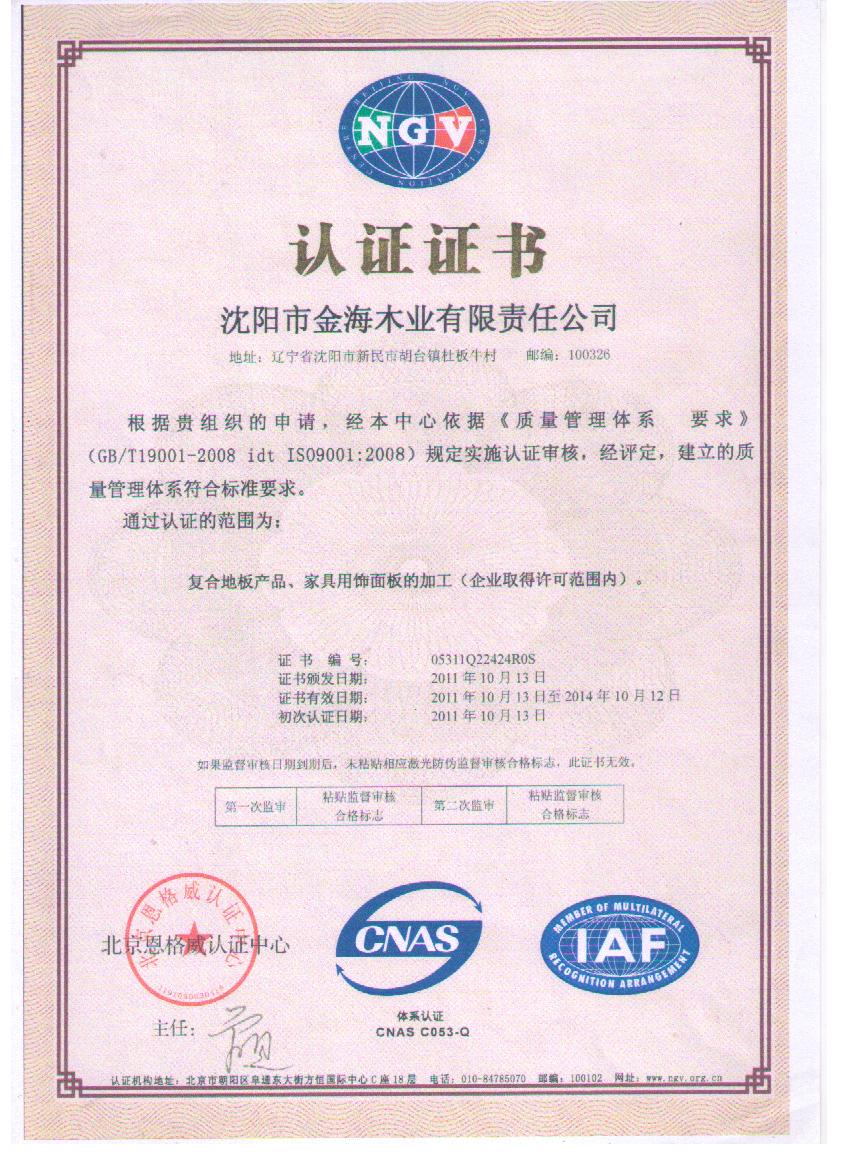 BEIJING NGV CERTIFICATION CENTRE
NGV
认证证书
沈阳市金海木业有限责任公司
地址：辽宁省沈阳市新民市胡台镇杜板牛村 邮编：100326
根据贵组织的申请，经本中心依据《质量管理体系 要求》
（GB/T19001-2008 idt ISO9001:2008）规定实施认证审核，经评定，建立的质
量管理体系符合标准要求。
通过认证的范围为：
复合地板产品、家具用饰面板的加工（企业取得许可范围内）。
证书编号： 05311Q22424R0S
证书颁发日期： 2011年10月13日
证书有效日期： 2011年10月13日至2014年10月12日
初次认证日期： 2011年10月13日
如果监督审核日期到期后，未粘贴相应激光防伪监督审核合格标志，此证书无效。
第一次监审 粘贴监督审核合格标志 第二次监审 粘贴监督审核合格标志
北京恩格威认证中心
北京恩格威认证中心
CNAS
MEMBER OF MULTILATERAL
IAF
RECOGNITION ARRANGEMENT
体系认证
CNAS C053-Q
主任：
认证机构地址：北京市朝阳区阜通东大街方恒国际中心C座18层 电话：010-84785070 邮编：100102 网址：www.ngv.org.cn